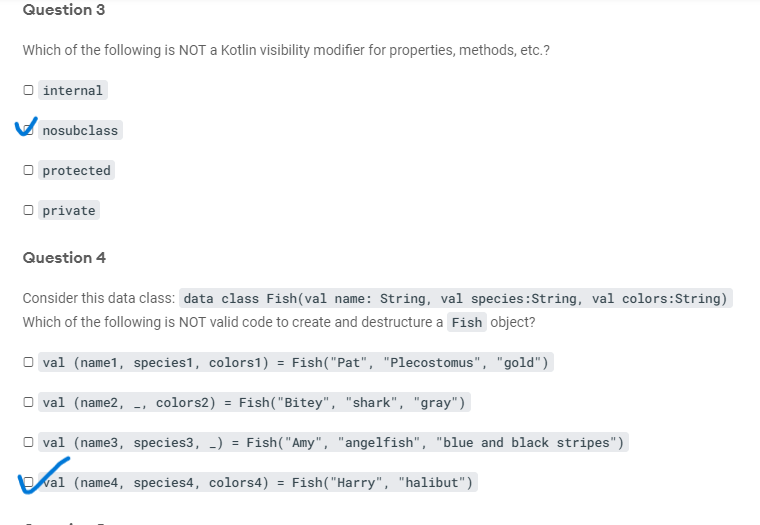 Question 3
Which of the following is NOT a Kotlin visibility modifier for properties, methods, etc.?
internal
nosubclass
protected
private
Question 4
Consider this data class: data class Fish(val name: String, val species:String, val colors:String)
Which of the following is NOT valid code to create and destructure a Fish object?
val (name1, species1, colors1) = Fish("Pat", "Plecostomus", "gold")
val (name2, _, colors2) = Fish("Bitey", "shark", "gray")
val (name3, species3, _) = Fish("Amy", "angelfish", "blue and black stripes")
val (name4, species4, colors4) = Fish("Harry", "halibut")